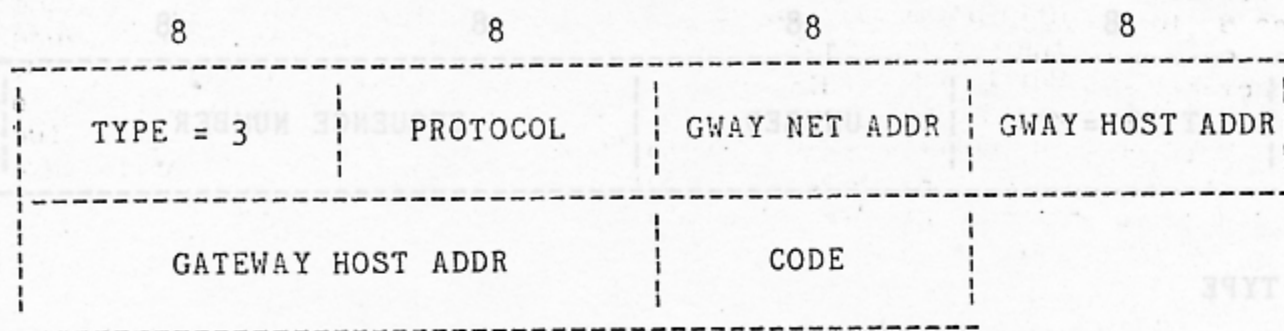 8 8 8 8
TYPE = 3 PROTOCOL GWAY NET ADDR GWAY HOST ADDR
GATEWAY HOST ADDR CODE